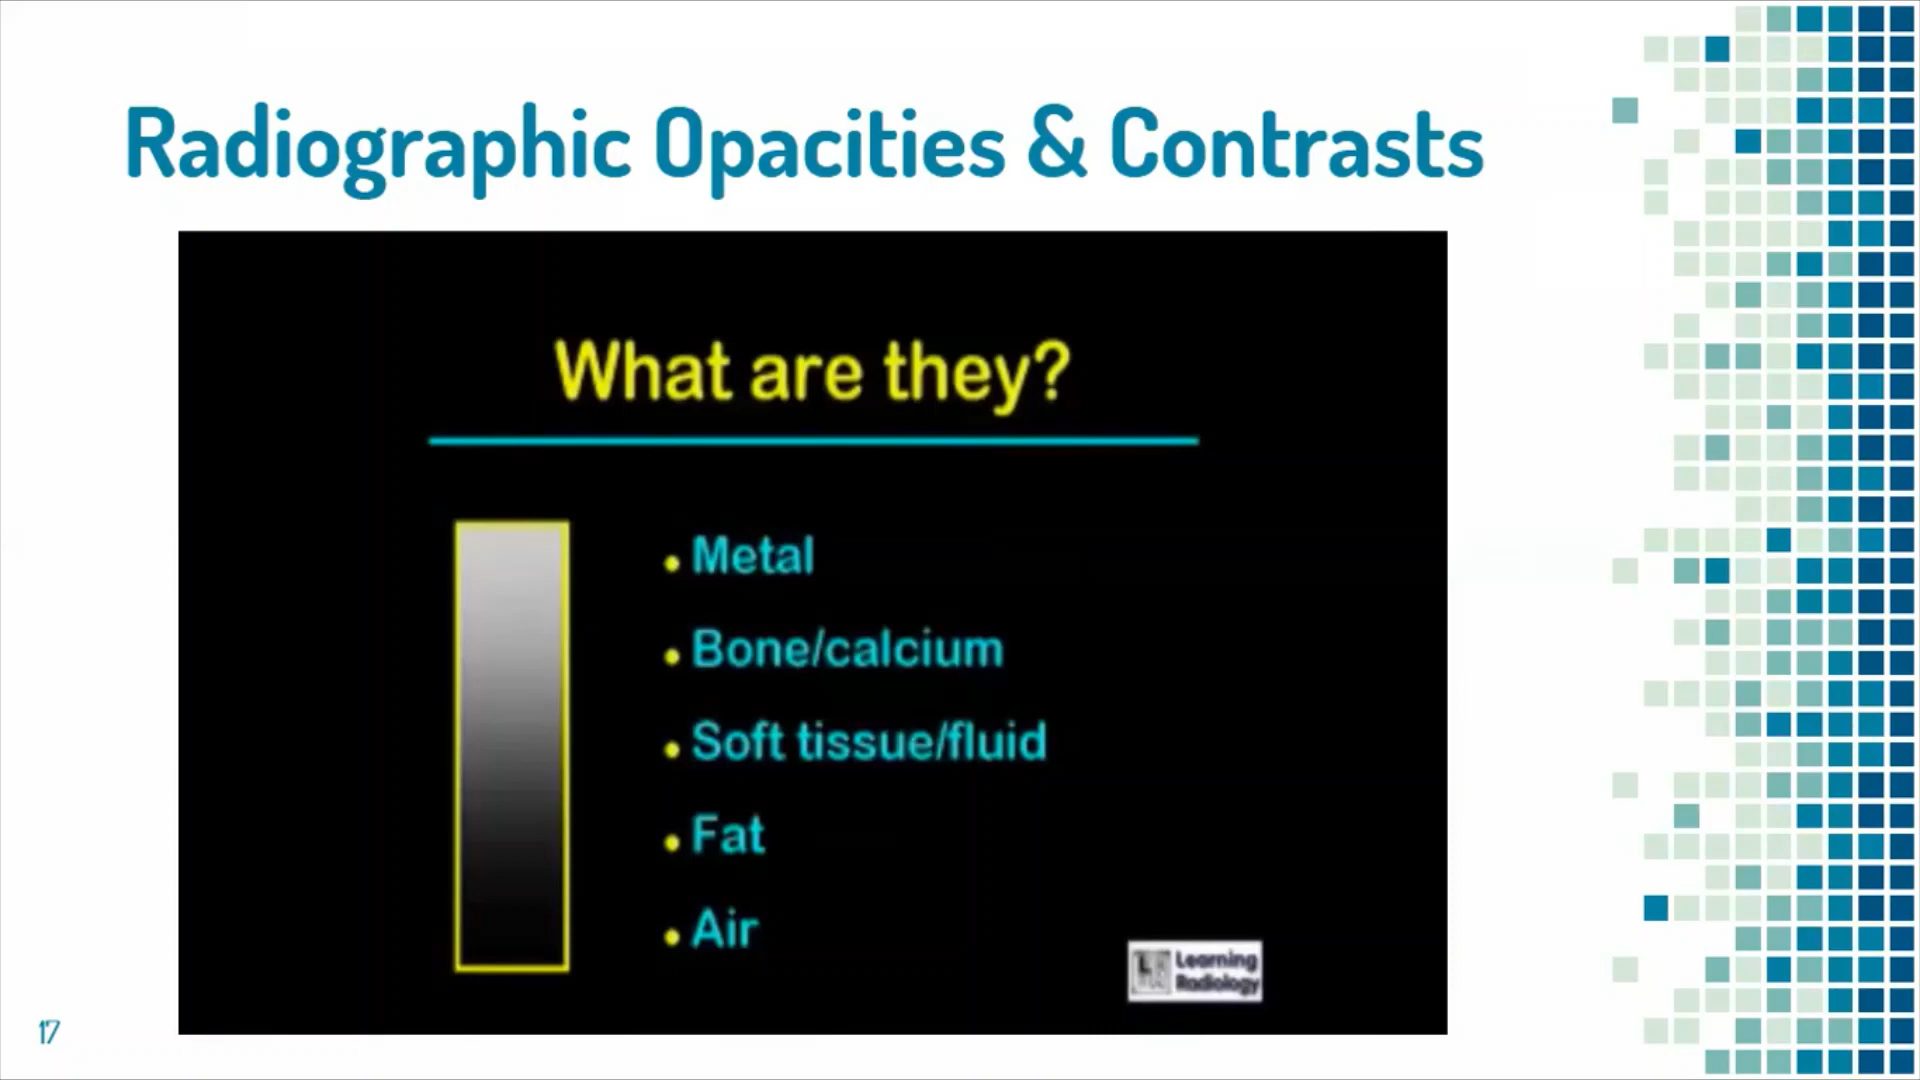 Radiographic Opacities & Contrasts
What are they?
• Metal
• Bone/calcium
• Soft tissue/fluid
• Fat
• Air
Learning
Radiology
17